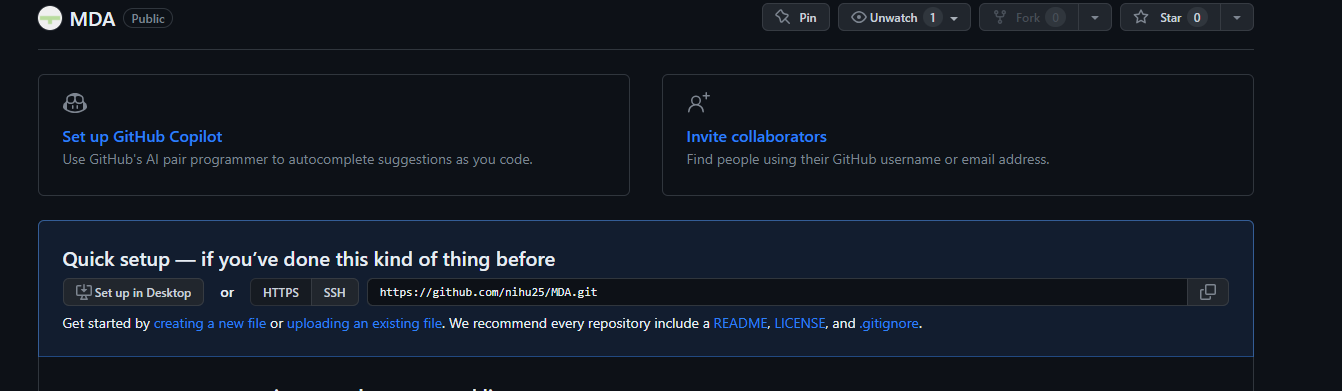 MDA Public Pin Unwatch 1 Fork 0 Star 0
Set up GitHub Copilot
Use GitHub's AI pair programmer to autocomplete suggestions as you code.
Invite collaborators
Find people using their GitHub username or email address.
Quick setup — if you’ve done this kind of thing before
Set up in Desktop or HTTPS SSH https://github.com/nihu25/MDA.git
Get started by creating a new file or uploading an existing file. We recommend every repository include a README, LICENSE, and .gitignore.